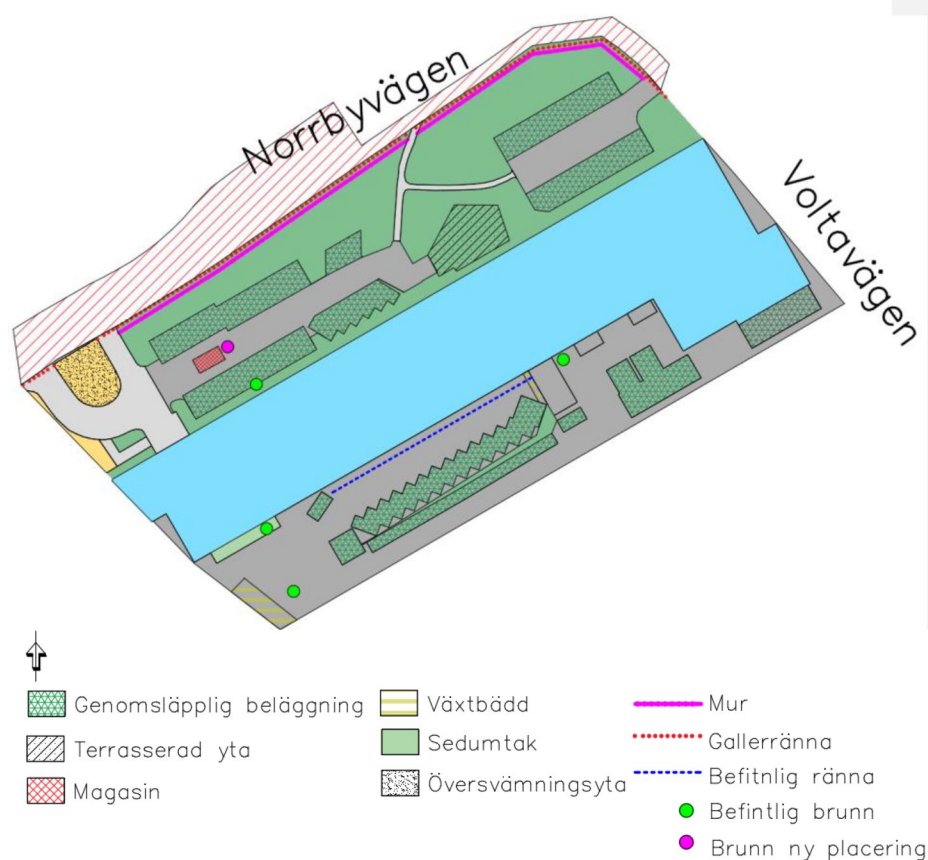 Norrbyvägen
Voltavägen
Genomsläpplig beläggning
Terrasserad yta
Magasin
Växtbädd
Sedumtak
Översvämningsyta
Mur
Gallerränna
Befitnlig ränna
Befintlig brunn
Brunn ny placering